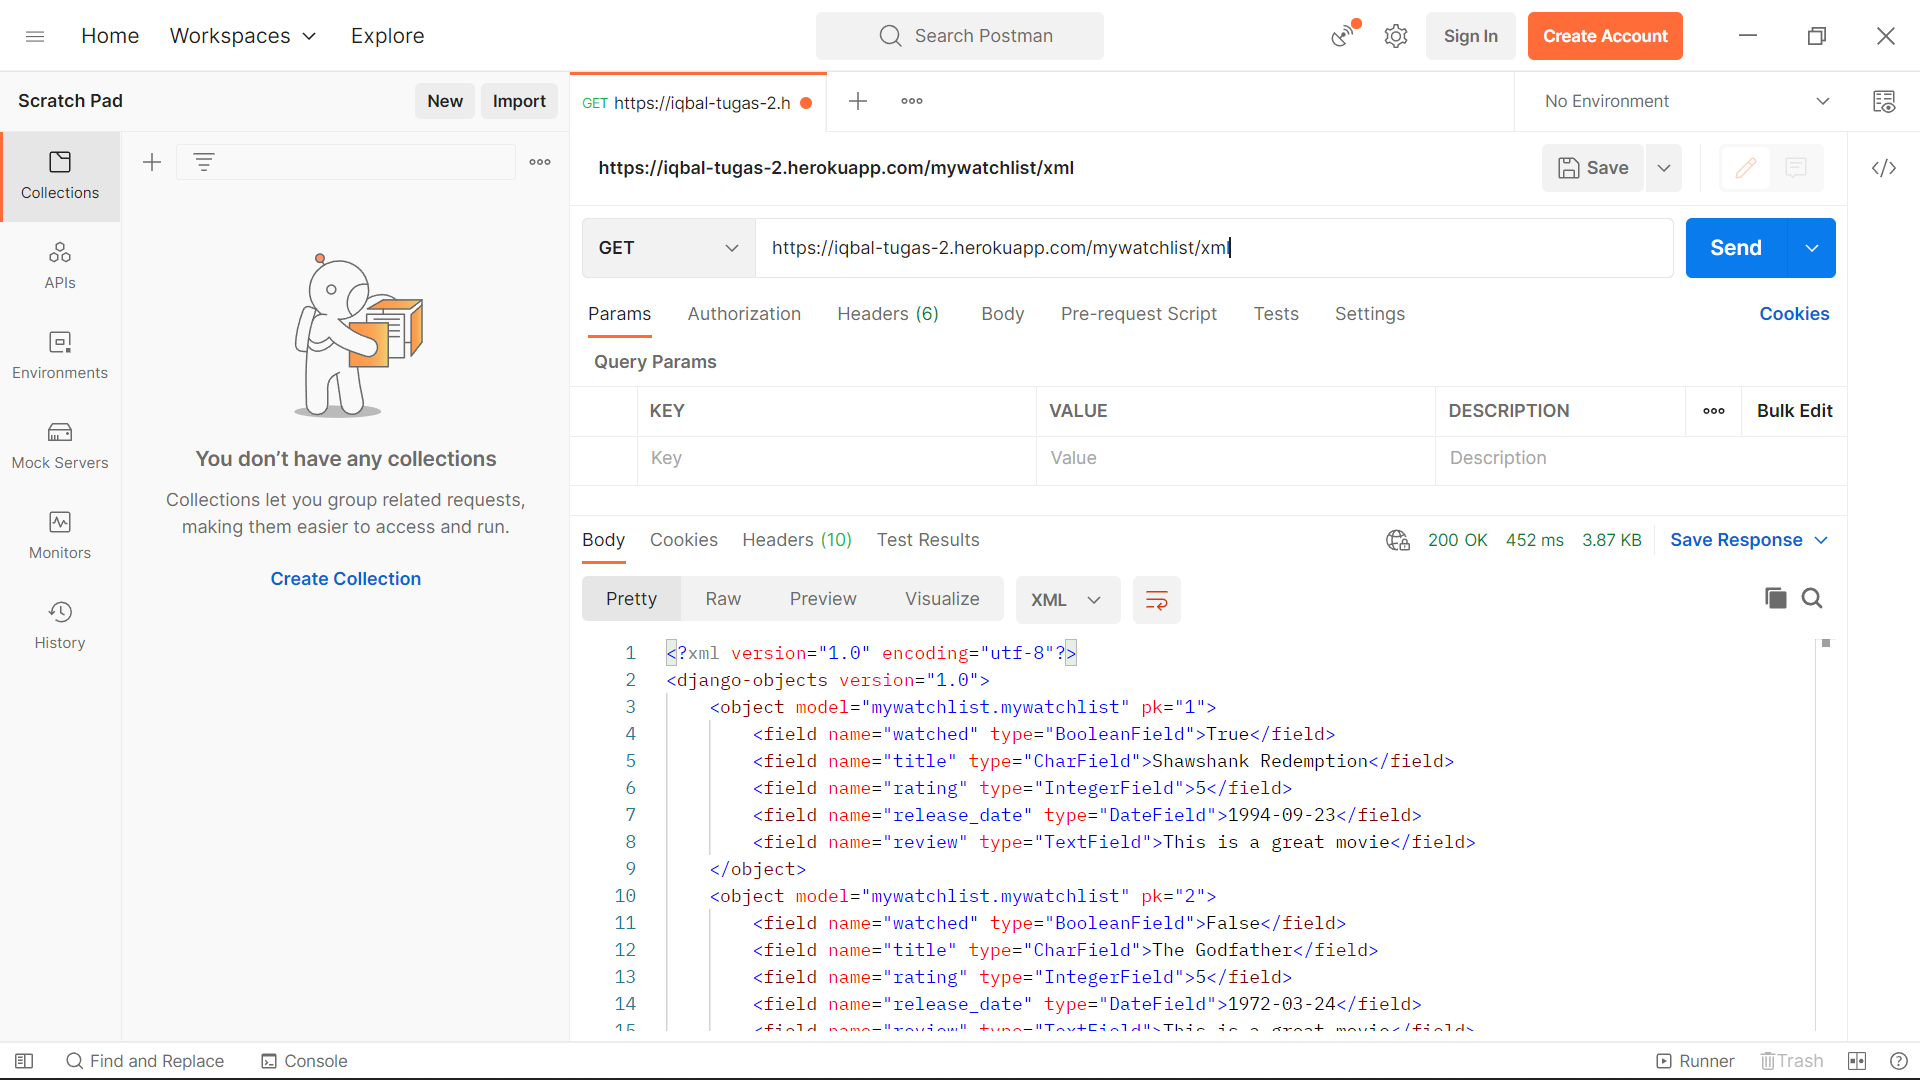 Home Workspaces Explore Search Postman Sign In Create Account
Scratch Pad New Import GET https://iqbal-tugas-2.h No Environment
https://iqbal-tugas-2.herokuapp.com/mywatchlist/xml Save
Collections
APIs
Environments
Mock Servers
Monitors
History
You don’t have any collections
Collections let you group related requests,
making them easier to access and run.
Create Collection
GET https://iqbal-tugas-2.herokuapp.com/mywatchlist/xml Send
Params Authorization Headers (6) Body Pre-request Script Tests Settings Cookies
Query Params
KEY VALUE DESCRIPTION Bulk Edit
Key Value Description
Body Cookies Headers (10) Test Results 200 OK 452 ms 3.87 KB Save Response
Pretty Raw Preview Visualize XML
1 <?xml version="1.0" encoding="utf-8"?>
2 <django-objects version="1.0">
3 <object model="mywatchlist.mywatchlist" pk="1">
4 <field name="watched" type="BooleanField">True</field>
5 <field name="title" type="CharField">Shawshank Redemption</field>
6 <field name="rating" type="IntegerField">5</field>
7 <field name="release_date" type="DateField">1994-09-23</field>
8 <field name="review" type="TextField">This is a great movie</field>
9 </object>
10 <object model="mywatchlist.mywatchlist" pk="2">
11 <field name="watched" type="BooleanField">False</field>
12 <field name="title" type="CharField">The Godfather</field>
13 <field name="rating" type="IntegerField">5</field>
14 <field name="release_date" type="DateField">1972-03-24</field>
15 <field name="review" type="TextField">This is a great movie</field>
Find and Replace Console Runner Trash